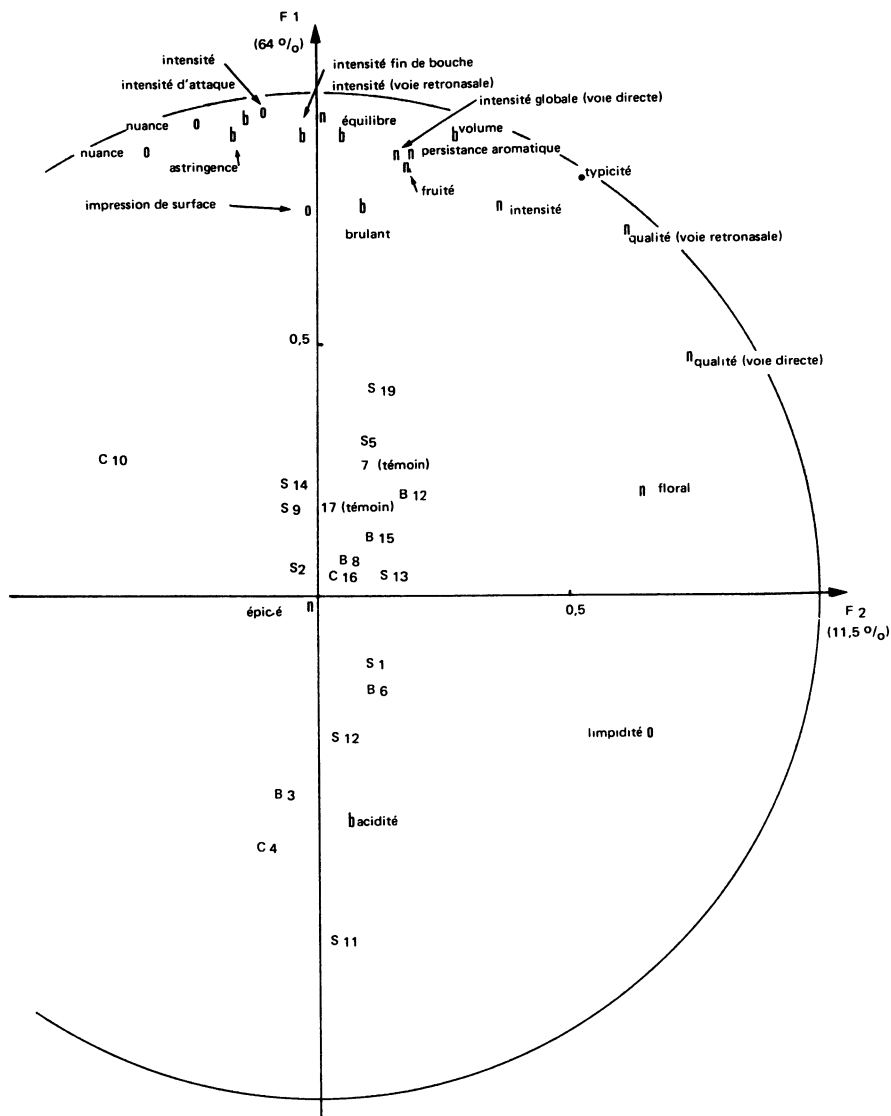 F 1
(64 o/o)
intensité
intensité fin de bouche
intensité d'attaque
intensité (voie retronasale)
intensité globale (voie directe)
b o
n
équilibre
nuance o
b
b
b
b volume
nuance o
n n persistance aromatique
astringence
n
fruité
typicité
impression de surface
o
b
n intensité
brulant
n qualité (voie retronasale)
0,5
n qualité (voie directe)
S 19
S5
C 10
7 (témoin)
S 14
B 12
n floral
S 9
17 (témoin)
B 15
B 8
S2
C 16
S 13
épicé n
0,5
F 2
(11,5 o/o)
S 1
B 6
S 12
limpidité o
B 3
b acidité
C 4
S 11